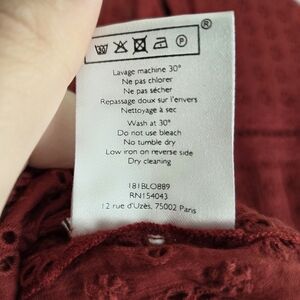 ®
P
Lavage machine 30°
Ne pas chlorer
Ne pas sécher
Repassage doux sur l'envers
Nettoyage à sec
Wash at 30°
Do not use bleach
No tumble dry
Low iron on reverse side
Dry cleaning
181BLO889
RN154043
12 rue d'Uzès, 75002 Paris